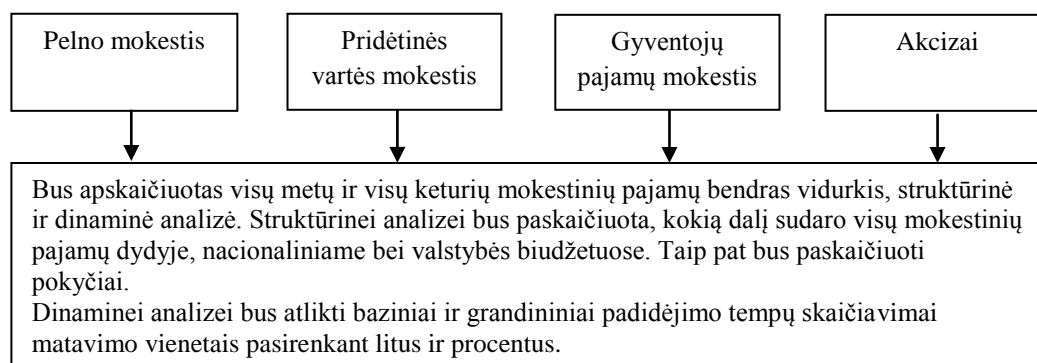 Pelno mokestis
Pridėtinės
vartės mokestis
Gyventojų
pajamų mokestis
Akcizai
Bus apskaičiuotas visų metų ir visų keturių mokestinių pajamų bendras vidurkis, struktūrinė
ir dinaminė analizė. Struktūrinei analizei bus paskaičiuota, kokią dalį sudaro visų mokestinių
pajamų dydyje, nacionaliniame bei valstybės biudžetuose. Taip pat bus paskaičiuoti
pokyčiai.
Dinaminei analizei bus atlikti baziniai ir grandininiai padidėjimo tempų skaičiavimai
matavimo vienetais pasirenkant litus ir procentus.